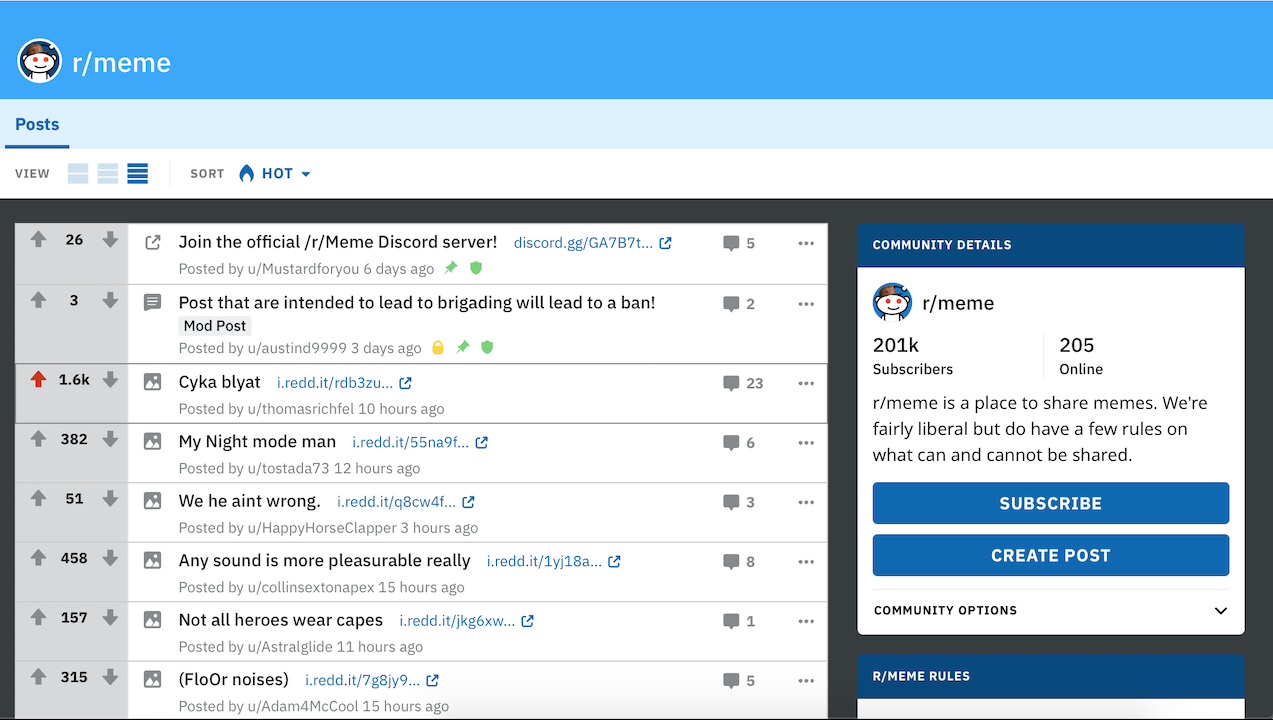 r/meme
Posts
VIEW SORT HOT
26 Join the official /r/Meme Discord server! discord.gg/GA7B7t... 5
Posted by u/Mustardforyou 6 days ago
3 Post that are intended to lead to brigading will lead to a ban! 2
Mod Post
Posted by u/austind9999 3 days ago
1.6k Cyka blyat i.redd.it/rdb3zu... 23
Posted by u/thomasrichfel 10 hours ago
382 My Night mode man i.redd.it/55na9f... 6
Posted by u/tostada73 12 hours ago
51 We he aint wrong. i.redd.it/q8cw4f... 3
Posted by u/HappyHorseClapper 3 hours ago
458 Any sound is more pleasurable really i.redd.it/1yj18a... 8
Posted by u/collinsextonapex 15 hours ago
157 Not all heroes wear capes i.redd.it/jkg6xw... 1
Posted by u/Astralglide 11 hours ago
315 (FloOr noises) i.redd.it/7g8jy9... 5
Posted by u/Adam4McCool 15 hours ago
COMMUNITY DETAILS
r/meme
201k 205
Subscribers Online
r/meme is a place to share memes. We're
fairly liberal but do have a few rules on
what can and cannot be shared.
SUBSCRIBE
CREATE POST
COMMUNITY OPTIONS
R/MEME RULES